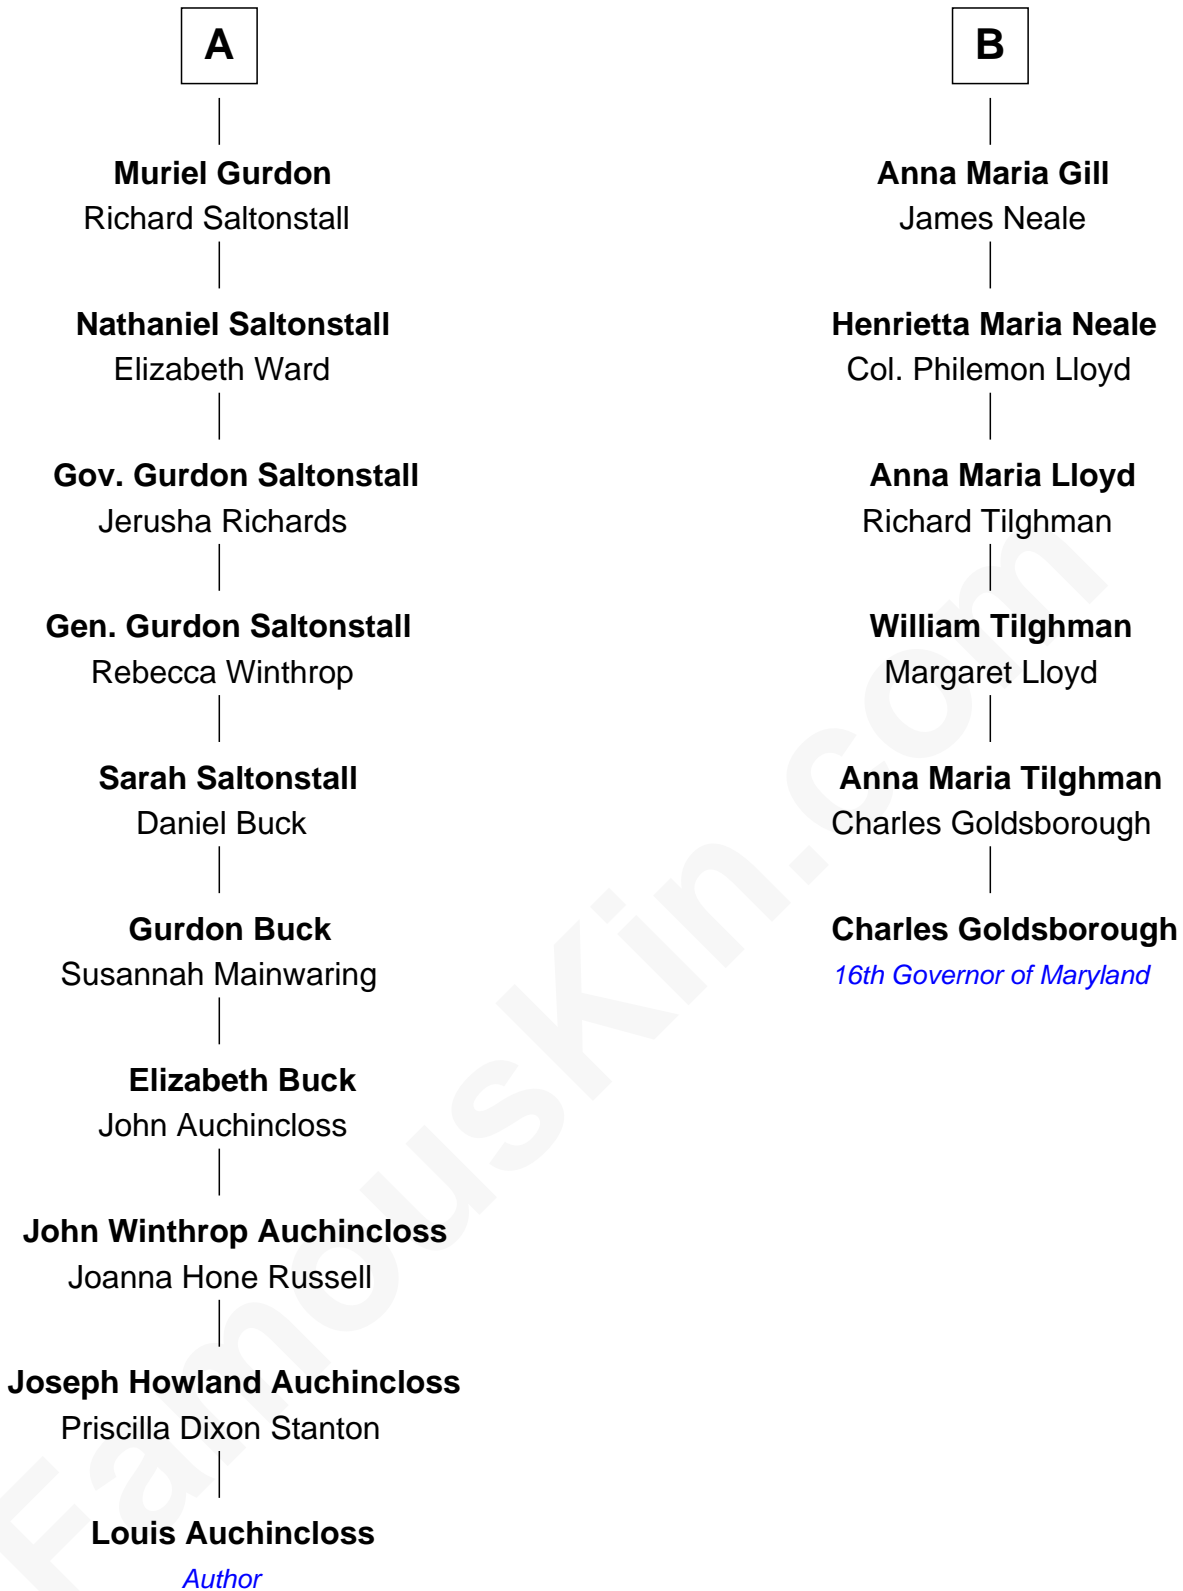 A
Muriel Gurdon
Richard Saltonstall
Nathaniel Saltonstall
Elizabeth Ward
Gov. Gurdon Saltonstall
Jerusha Richards
Gen. Gurdon Saltonstall
Rebecca Winthrop
Sarah Saltonstall
Daniel Buck
Gurdon Buck
Susannah Mainwaring
Elizabeth Buck
John Auchincloss
John Winthrop Auchincloss
Joanna Hone Russell
Joseph Howland Auchincloss
Priscilla Dixon Stanton
Louis Auchincloss
Author
B
Anna Maria Gill
James Neale
Henrietta Maria Neale
Col. Philemon Lloyd
Anna Maria Lloyd
Richard Tilghman
William Tilghman
Margaret Lloyd
Anna Maria Tilghman
Charles Goldsborough
Charles Goldsborough
16th Governor of Maryland
FamousKin.com